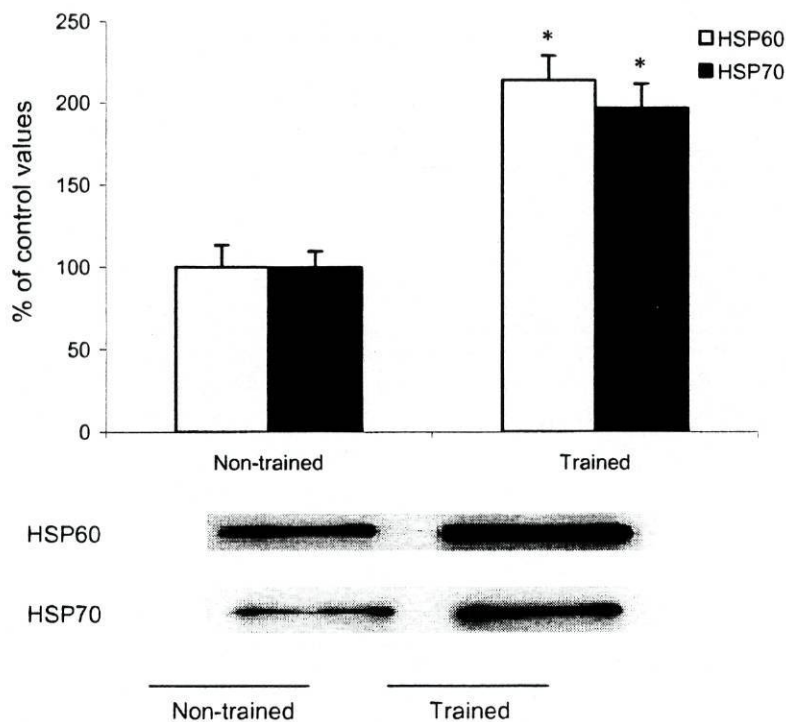 % of control values
250
200
150
100
50
0
* *
HSP60
HSP70
Non-trained Trained
HSP60
HSP70
Non-trained Trained